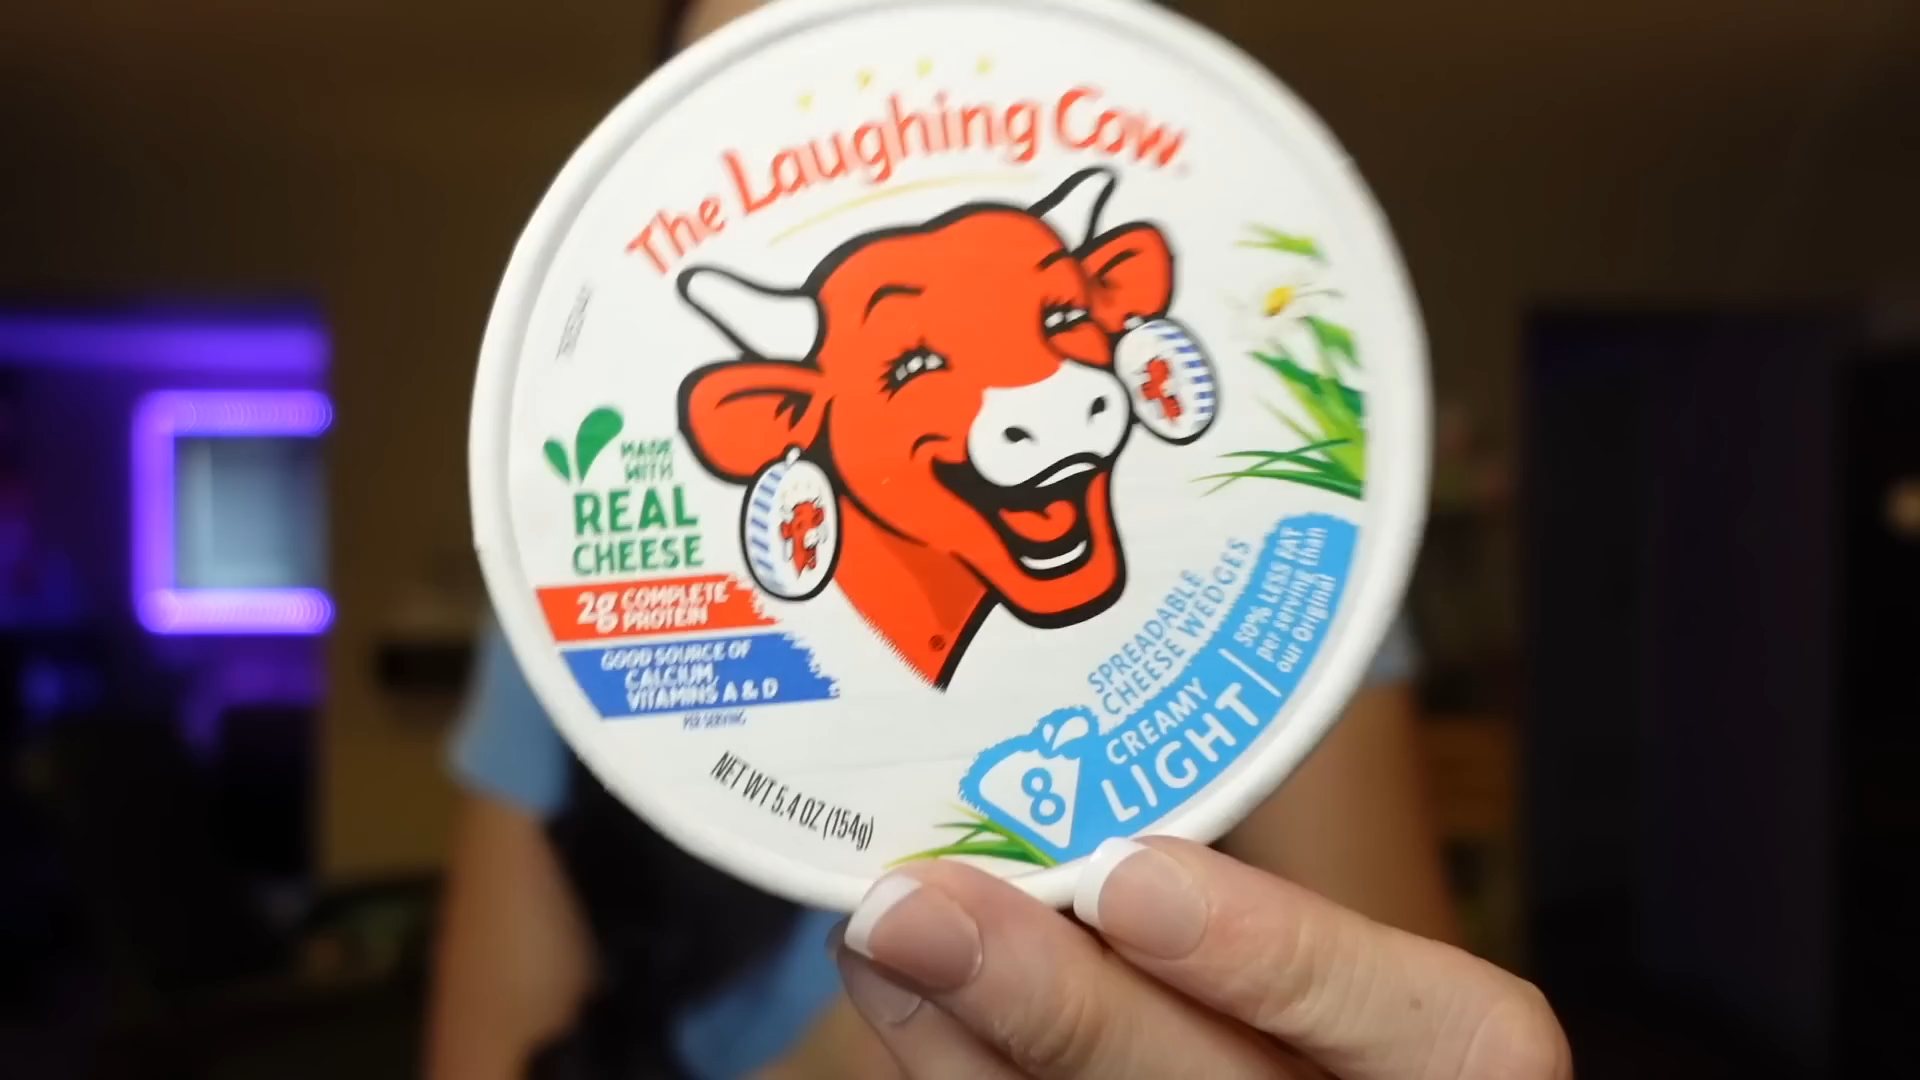 The Laughing Cow
MADE
WITH
REAL
CHEESE
2g COMPLETE
PROTEIN
GOOD SOURCE OF
CALCIUM,
VITAMINS A & D
PER SERVING
NET WT 5.4 OZ (154g)
SPREADABLE
CHEESE WEDGES
8
CREAMY
LIGHT
50% LESS FAT
per serving than
our Original